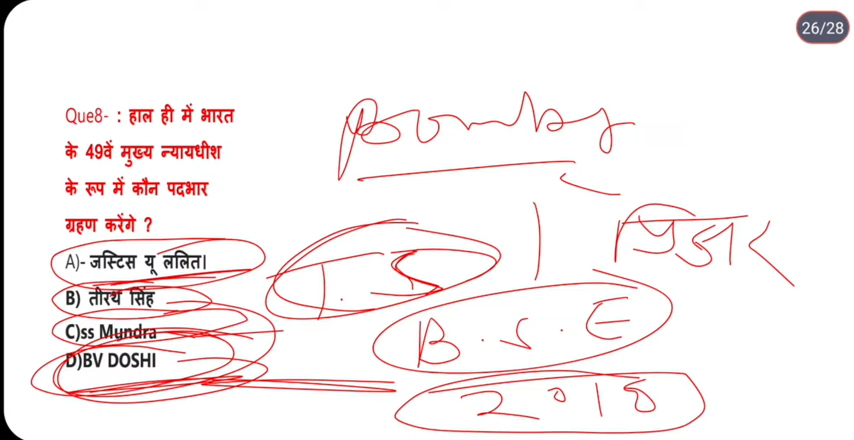 26/28
Que8- : हाल ही में भारत
के 49वें मुख्य न्यायधीश
के रूप में कौन पदभार
ग्रहण करेंगे ?
A)- जस्टिस यू ललित।
B) तीरथ सिंह
C)ss Mundra
D)BV DOSHI
Bombay
T.S
B.S.E
2018